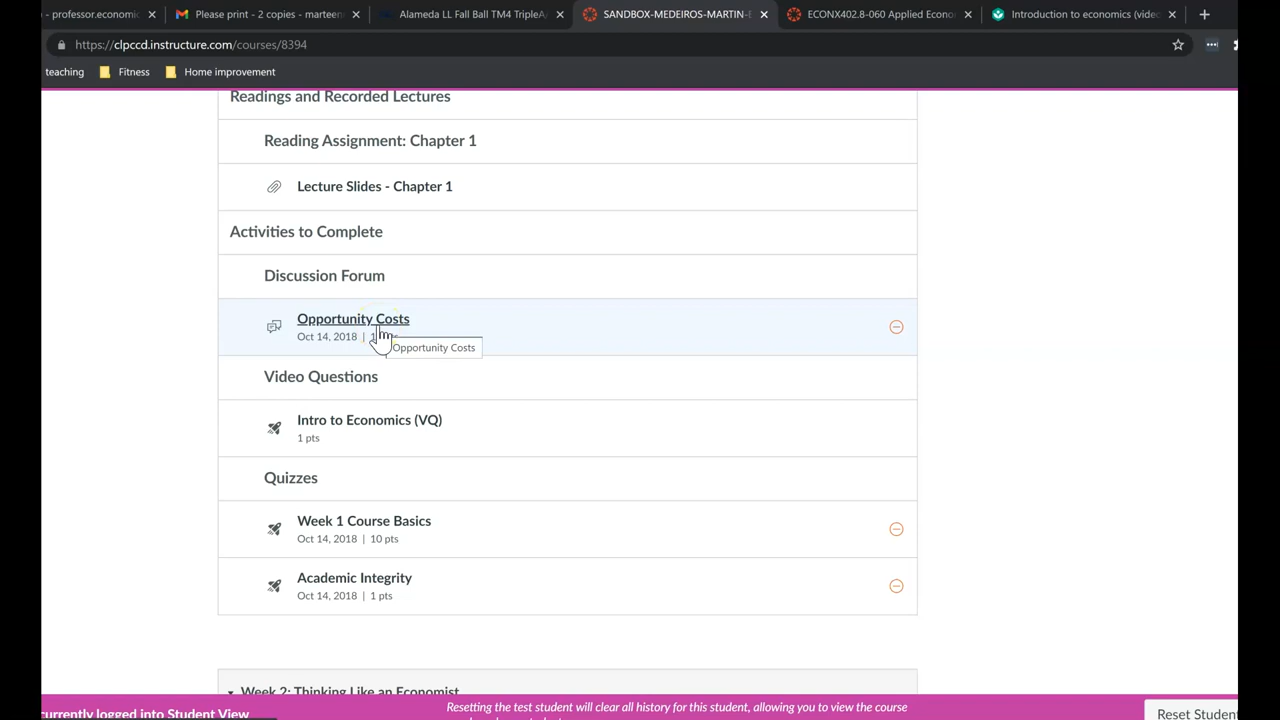 - professor.economic
Please print - 2 copies - marteen
Alameda LL Fall Ball TM4 TripleA
SANDBOX-MEDEIROS-MARTIN-E
ECONX402.8-060 Applied Econo
Introduction to economics (video
https://clpccd.instructure.com/courses/8394
teaching
Fitness
Home improvement
Readings and Recorded Lectures
Reading Assignment: Chapter 1
Lecture Slides - Chapter 1
Activities to Complete
Discussion Forum
Opportunity Costs
Oct 14, 2018 |
Opportunity Costs
Video Questions
Intro to Economics (VQ)
1 pts
Quizzes
Week 1 Course Basics
Oct 14, 2018 | 10 pts
Academic Integrity
Oct 14, 2018 | 1 pts
Week 2: Thinking Like an Economist
currently logged into Student View
Resetting the test student will clear all history for this student, allowing you to view the course
Reset Student